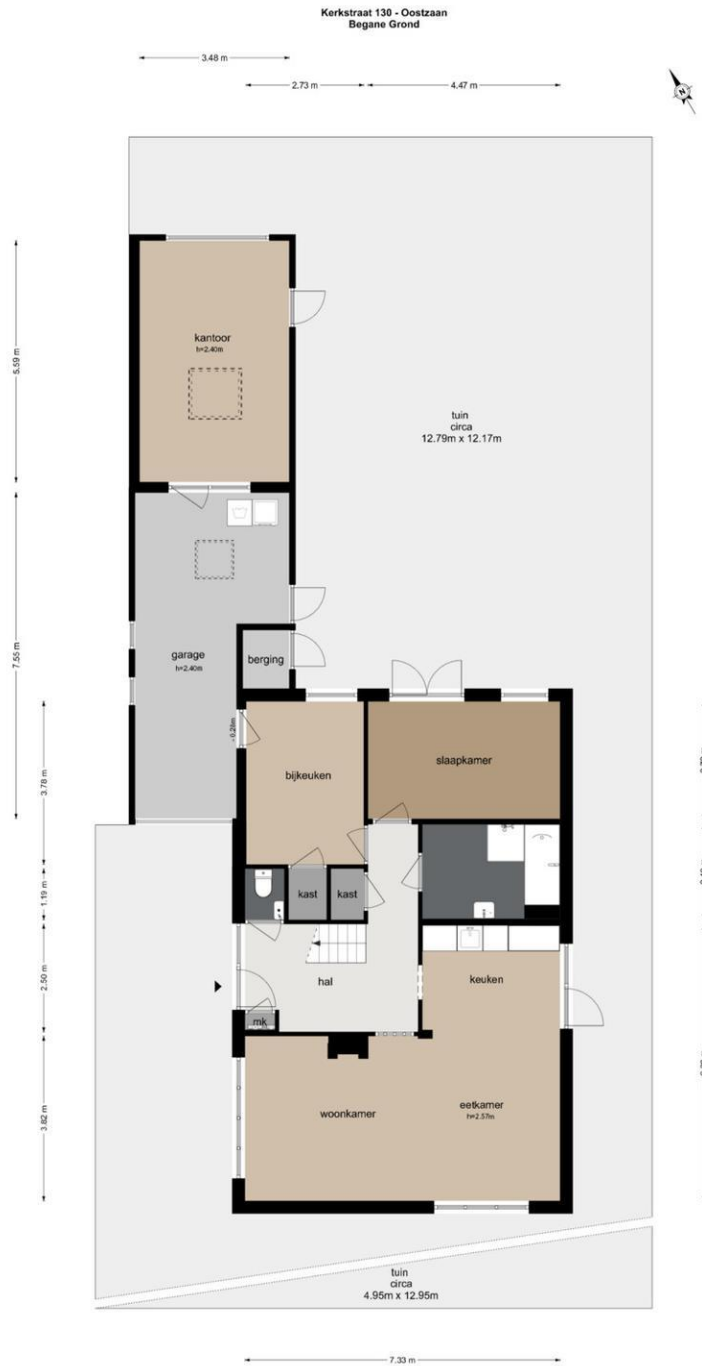 Kerkstraat 130 - Oostzaan
Begane Grond
3.48 m
2.73 m
4.47 m
N
5.59 m
kantoor
h=2.40m
tuin
circa
12.79m x 12.17m
7.55 m
garage
h=2.40m
berging
- 0.28m
3.78 m
bijkeuken
slaapkamer
1.19 m
kast
kast
2.50 m
hal
keuken
mk
3.82 m
woonkamer
eetkamer
h=2.57m
tuin
circa
4.95m x 12.95m
7.33 m